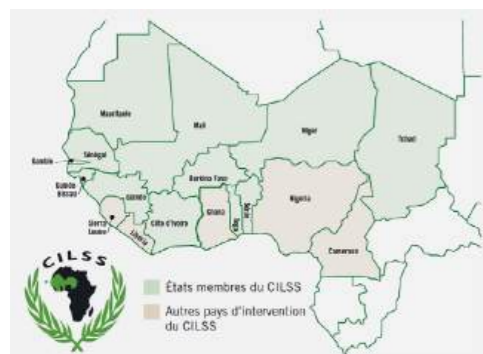 Mauritanie
Mali
Niger
Tchad
Sénégal
Gambie
Guinée-
Bissau
Guinée
Burkina Faso
Sierra
Leone
Liberia
Côte d'Ivoire
Ghana
Togo
Bénin
Nigeria
Cameroun
CILSS
États membres du CILSS
Autres pays d'intervention
du CILSS